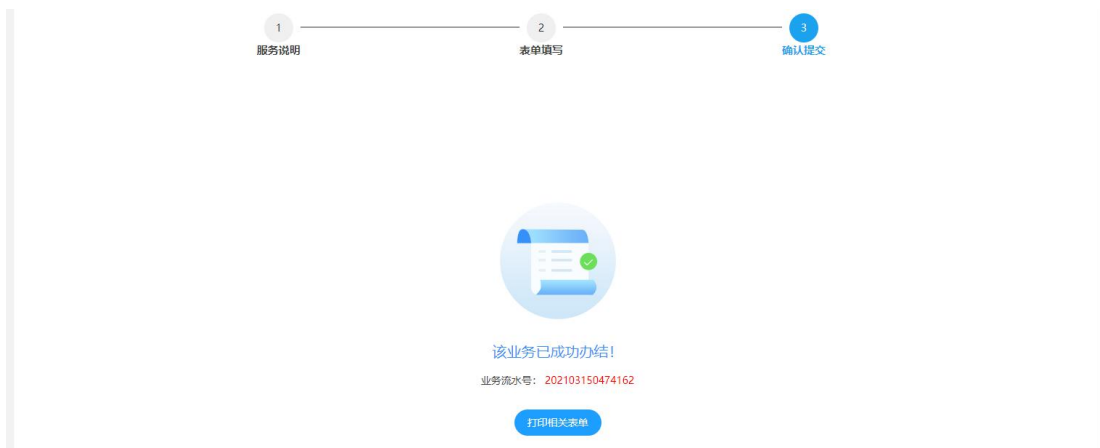 1
2
3
服务说明
表单填写
确认提交
该业务已成功办结!
业务流水号: 202103150474162
打印相关表单